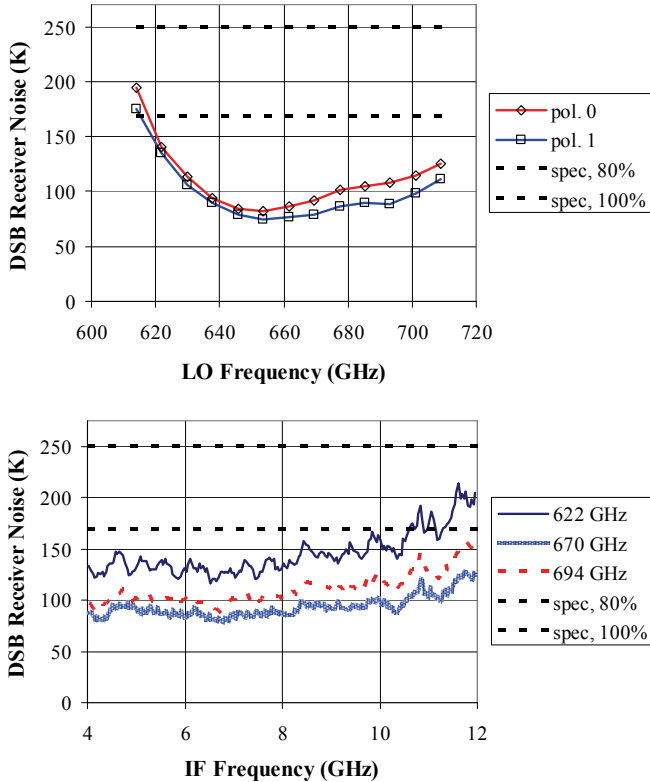 DSB Receiver Noise (K)
250
200
150
100
50
0
600 620 640 660 680 700 720
LO Frequency (GHz)
pol. 0
pol. 1
spec, 80%
spec, 100%
DSB Receiver Noise (K)
250
200
150
100
50
0
4 6 8 10 12
IF Frequency (GHz)
622 GHz
670 GHz
694 GHz
spec, 80%
spec, 100%